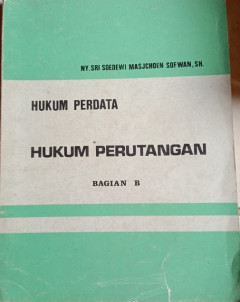 NY. SRI SOEDEWI MASJCHOEN SOFWAN, SH.
HUKUM PERDATA
HUKUM PERUTANGAN
BAGIAN B